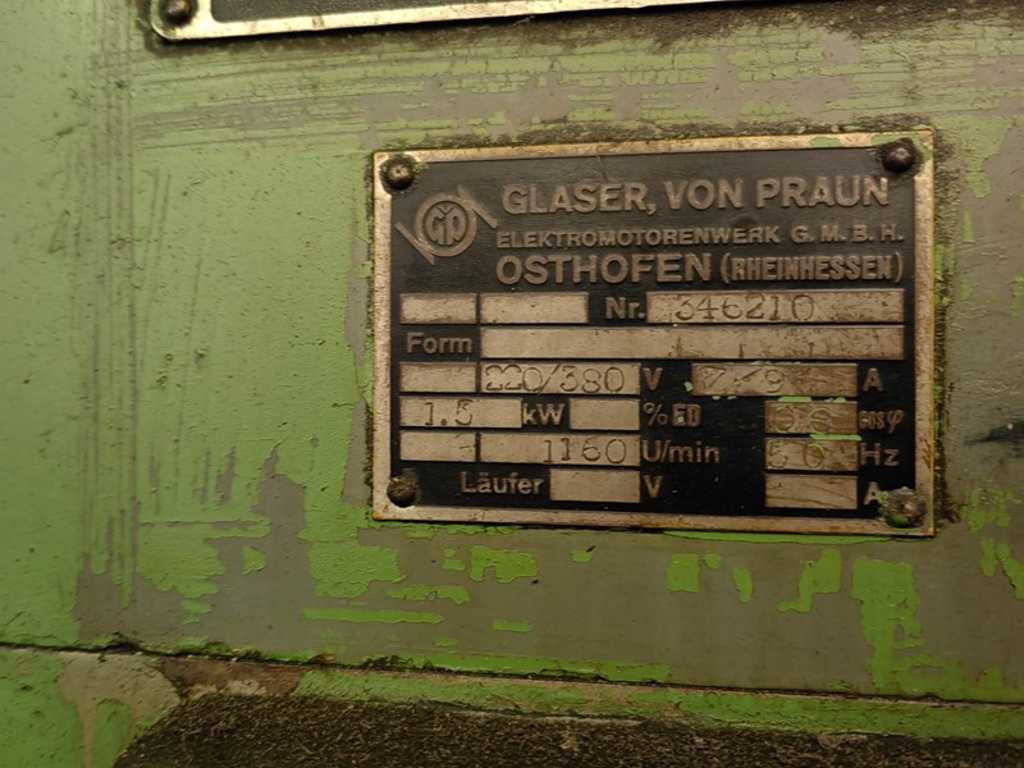 GP
GLASER, VON PRAUN
ELEKTROMOTORENWERK G.M.B.H.
OSTHOFEN (RHEINHESSEN)
Nr. 346210
Form
220/380 V A
1.5 kW % ED cos φ
1160 U/min 50 Hz
Läufer V A